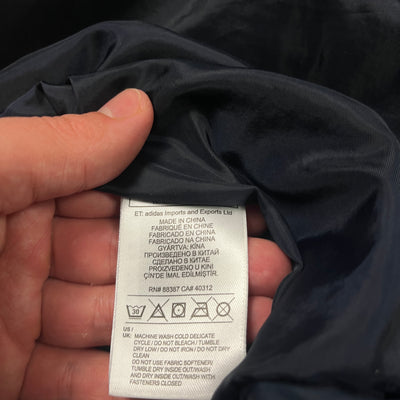 ET: adidas Imports and Exports Ltd
MADE IN CHINA
FABRIQUÉ EN CHINE
FABRICADO EN CHINA
FABRICADO NA CHINA
GYÁRTVA: KÍNA
ПРОИЗВЕДЕНО В КИТАЕ
СДЕЛАНО В КИТАЕ
PROIZVEDENO U KINI
ÇİN'DE İMAL EDİLMİŞTİR.
RN# 88387 CA# 40312
30
US /
UK -
MACHINE WASH COLD DELICATE
CYCLE / DO NOT BLEACH / TUMBLE
DRY LOW / DO NOT IRON / DO NOT DRY
CLEAN
DO NOT USE FABRIC SOFTENER
TUMBLE DRY INSIDE OUT
WASH AND DRY INSIDE OUT AND WITH
FASTENERS CLOSED